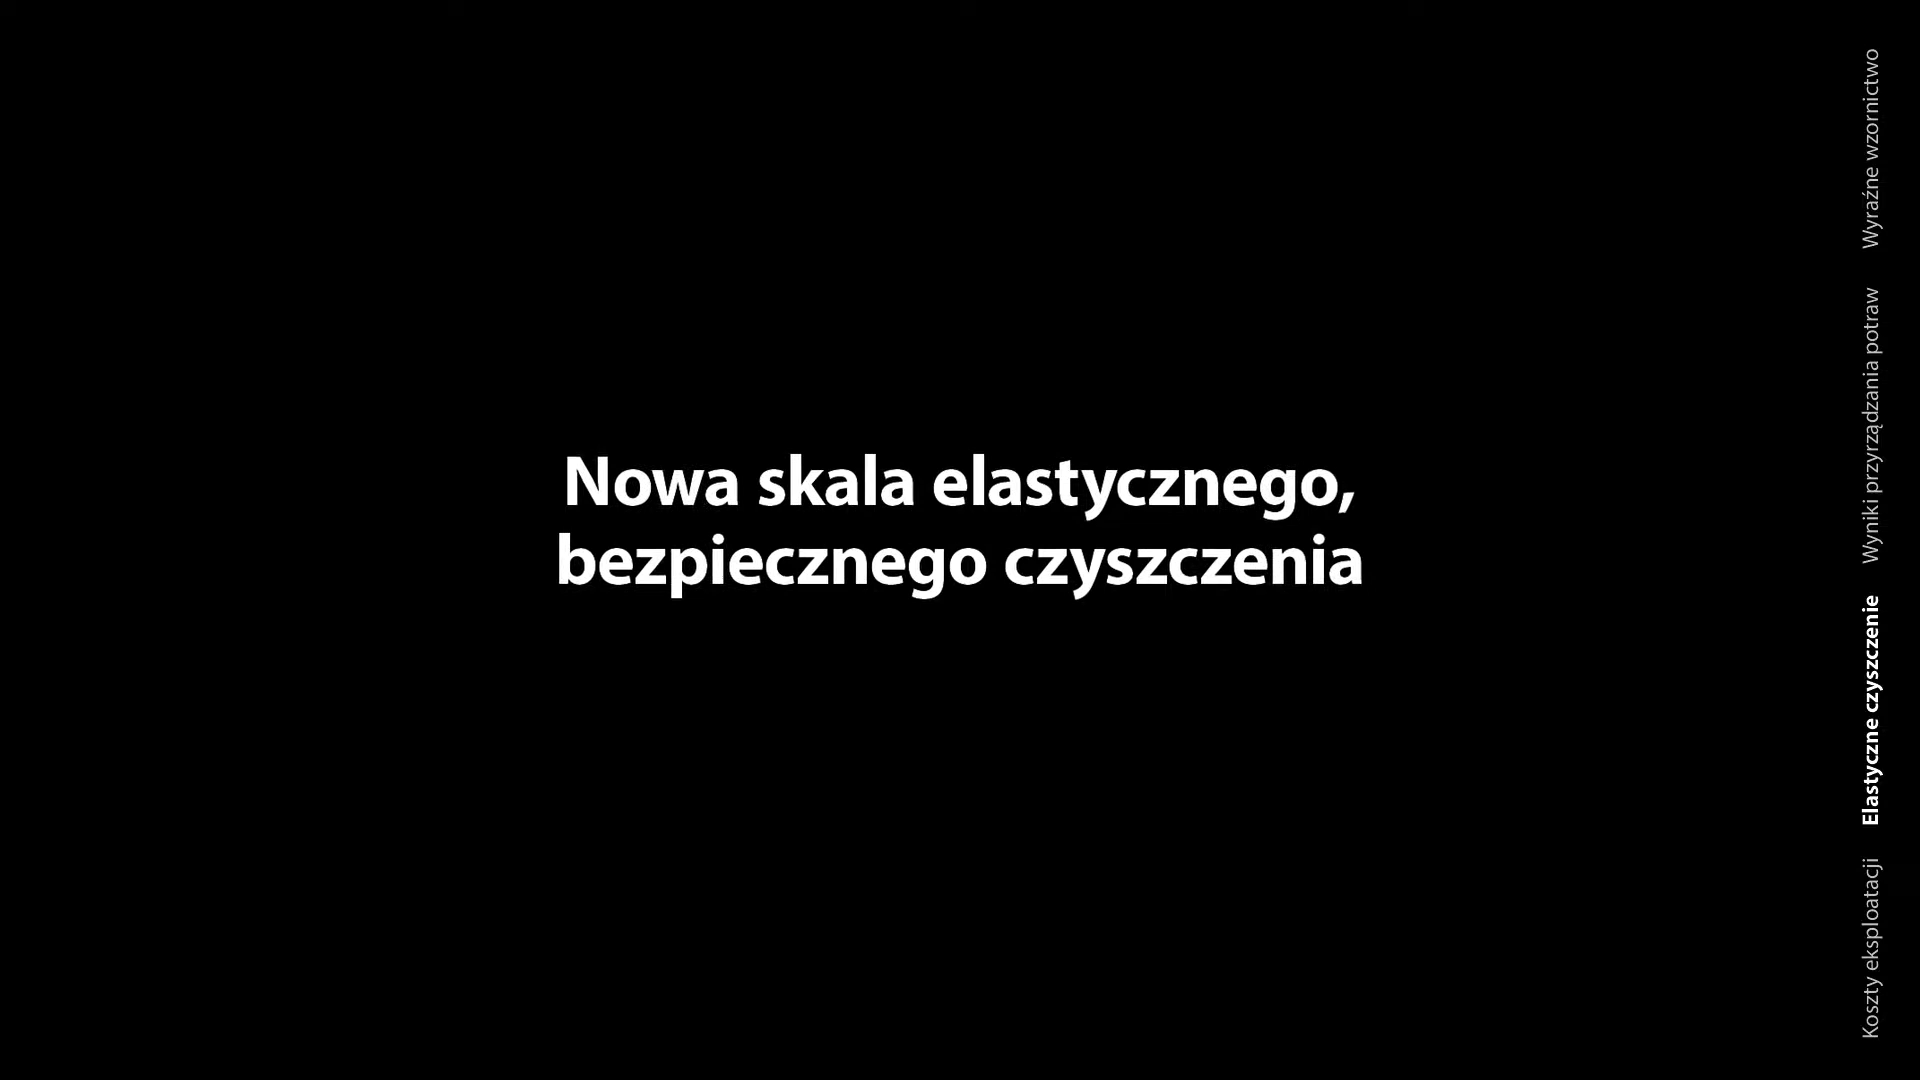 Nowa skala elastycznego,
bezpiecznego czyszczenia
Wyraźne wzornictwo
Wyniki przyrządzania potraw
Elastyczne czyszczenie
Koszty eksploatacji